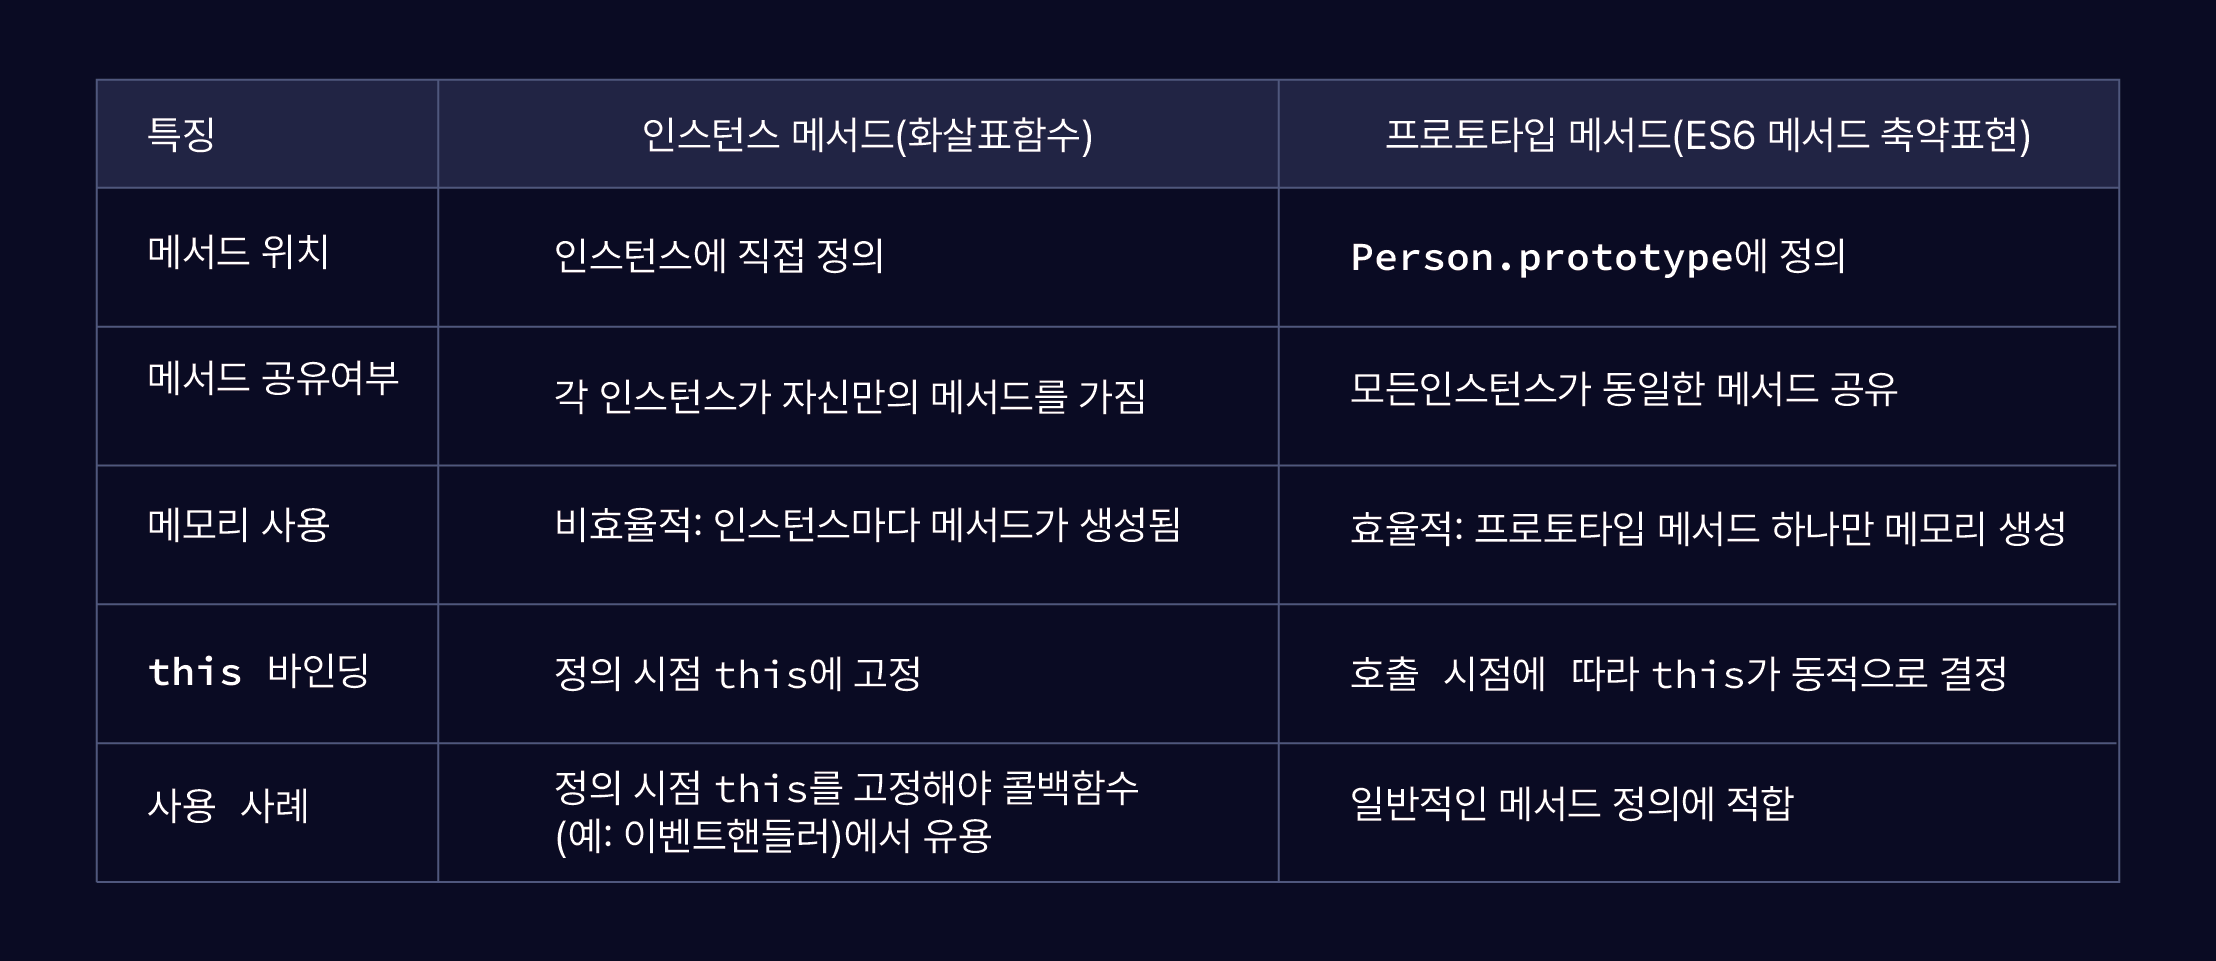 특징
인스턴스 메서드(화살표함수)
프로토타입 메서드(ES6 메서드 축약표현)
메서드 위치
인스턴스에 직접 정의
Person.prototype에 정의
메서드 공유여부
각 인스턴스가 자신만의 메서드를 가짐
모든인스턴스가 동일한 메서드 공유
메모리 사용
비효율적: 인스턴스마다 메서드가 생성됨
효율적: 프로토타입 메서드 하나만 메모리 생성
this 바인딩
정의 시점 this에 고정
호출 시점에 따라 this가 동적으로 결정
사용 사례
정의 시점 this를 고정해야 콜백함수
(예: 이벤트핸들러)에서 유용
일반적인 메서드 정의에 적합